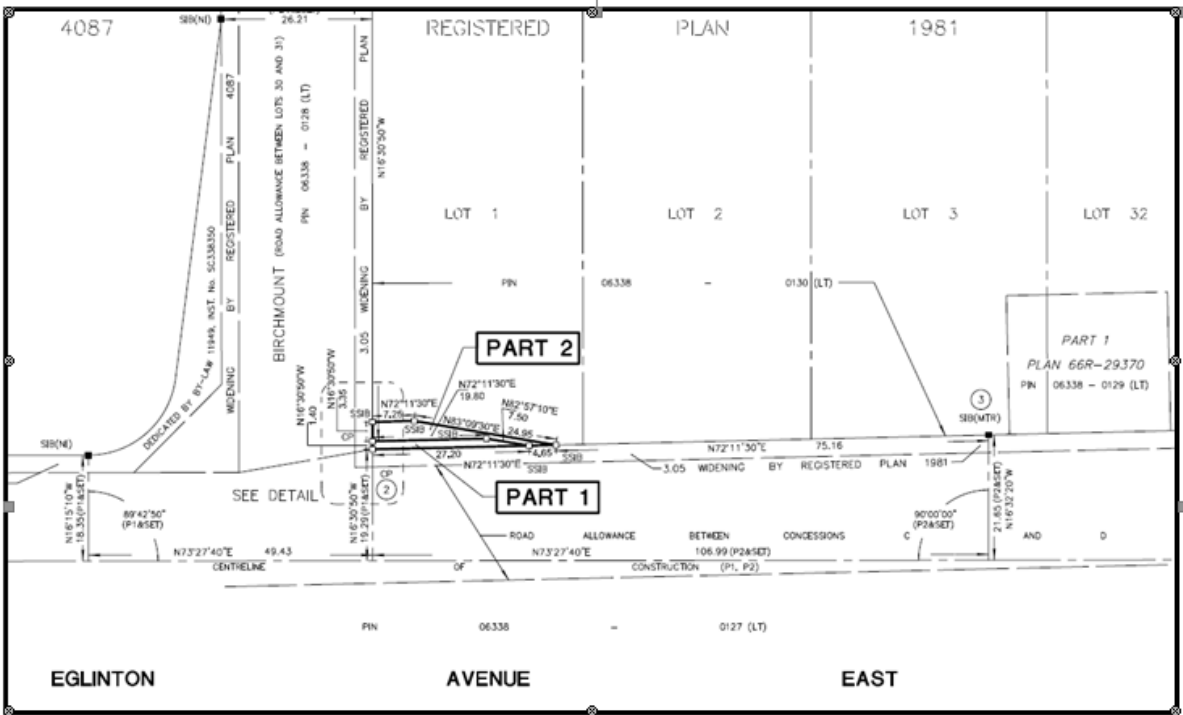 4087
SIB(NI)
26.21
REGISTERED
PLAN
1981
WIDENING BY REGISTERED PLAN 4087
BIRCHMOUNT (ROAD ALLOWANCE BETWEEN LOTS 30 AND 31)
PIN 06338 - 0128 (LT)
3.05 WIDENING BY REGISTERED PLAN
N16°30'50"W
DEDICATED BY BY-LAW 11949, INST. No. SC338350
LOT 1
LOT 2
LOT 3
LOT 32
PIN 06338 - 0130 (LT)
PART 1
PLAN 66R-29370
PIN 06338 - 0129 (LT)
PART 2
N72°11'30"E
19.80
N16°30'50"W
1.40
N16°30'50"W
3.35
N72°11'30"E
7.25
SSIB
SSIB
N83°09'30"E
24.95
N82°57'10"E
7.50
SSIB
CP
27.20
4.65
SSIB
SSIB
N72°11'30"E
CP
2
3
SIB(MTR)
N72°11'30"E 75.16
3.05 WIDENING BY REGISTERED PLAN 1981
SIB(NI)
SEE DETAIL
PART 1
N16°15'10"W
18.35(P1&SET)
89°42'50"
(P1&SET)
N16°30'50"W
19.29(P1&SET)
90°00'00"
(P2&SET)
21.85(P2&SET)
N16°32'20"W
ROAD ALLOWANCE BETWEEN CONCESSIONS C AND D
N73°27'40"E 49.43
N73°27'40"E 106.99(P2&SET)
CENTRELINE OF CONSTRUCTION (P1, P2)
PIN 06338 - 0127 (LT)
EGLINTON AVENUE EAST